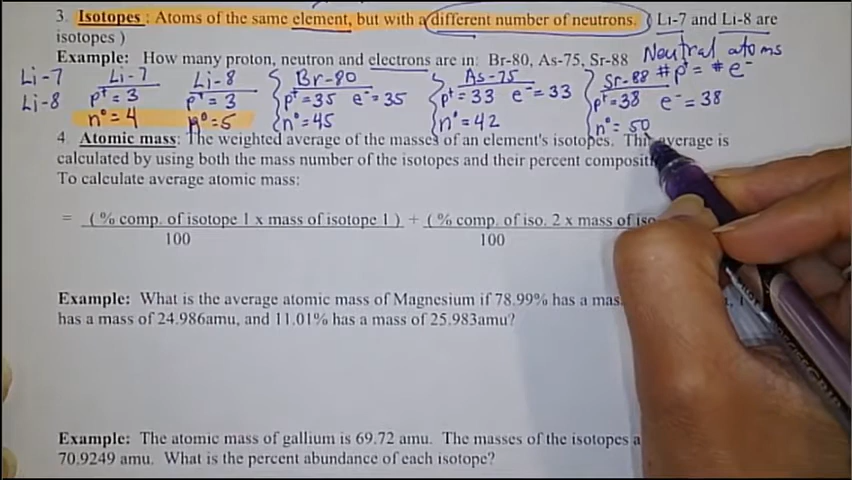 3. Isotopes : Atoms of the same element, but with a different number of neutrons. ( Li-7 and Li-8 are
isotopes )
Example: How many proton, neutron and electrons are in: Br-80, As-75, Sr-88
Neutral atoms
#p⁺ = #e⁻
Li-7
Li-8
Li-7
p⁺=3
n°=4
Li-8
p⁺=3
n°=5
Br-80
p⁺=35 e⁻=35
n°=45
As-75
p⁺=33 e⁻=33
n°=42
Sr-88
p⁺=38 e⁻=38
n°=50
4. Atomic mass: The weighted average of the masses of an element's isotopes. This average is
calculated by using both the mass number of the isotopes and their percent
To calculate average atomic mass:
= ( % comp. of isotope 1 x mass of isotope 1 ) + ( % comp. of iso. 2 x mass of
100 100
Example: What is the average atomic mass of Magnesium if 78.99% has a
has a mass of 24.986amu, and 11.01% has a mass of 25.983amu?
Example: The atomic mass of gallium is 69.72 amu. The masses of the isotopes
70.9249 amu. What is the percent abundance of each isotope?